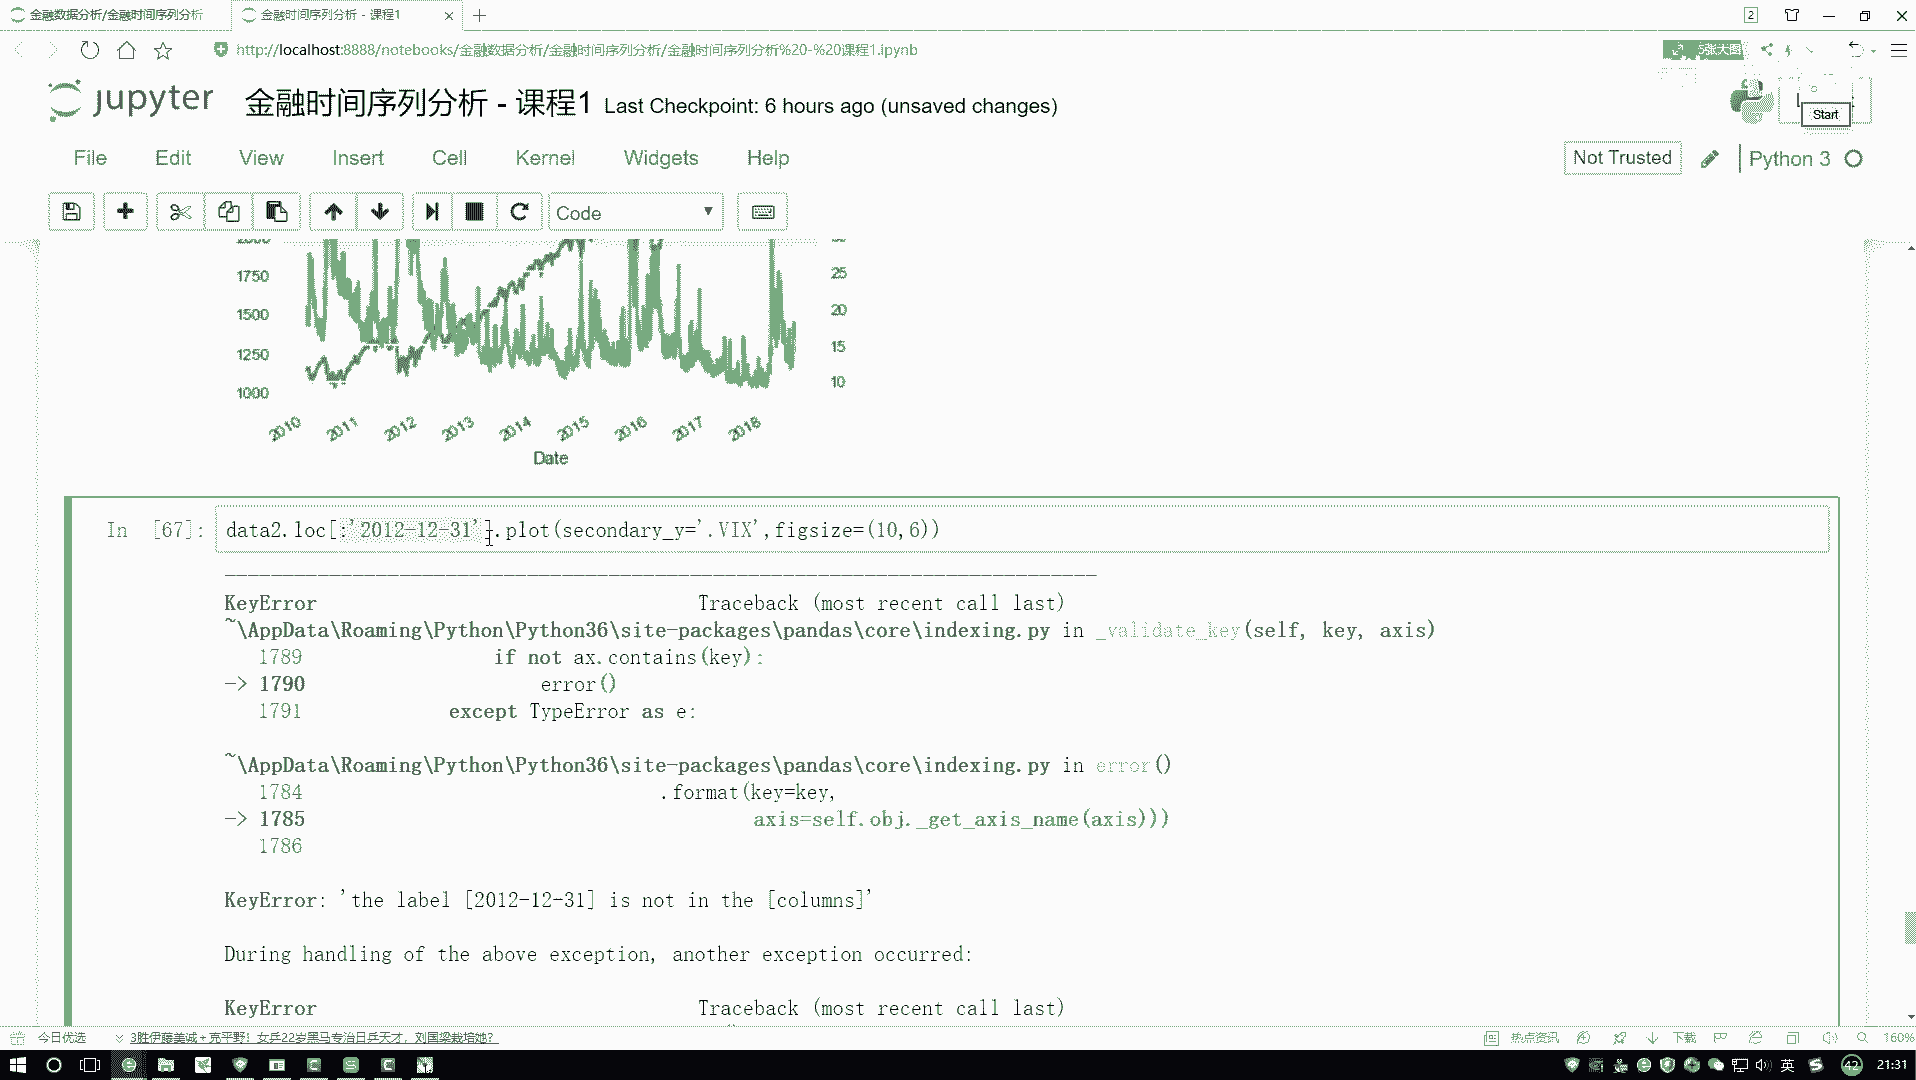 金融数据分析/金融时间序列分析
金融时间序列分析 - 课程1
2
http://localhost:8888/notebooks/金融数据分析/金融时间序列分析/金融时间序列分析%20-%20课程1.ipynb
5张大图
jupyter 金融时间序列分析 - 课程1 Last Checkpoint: 6 hours ago (unsaved changes)
Start
File Edit View Insert Cell Kernel Widgets Help
Not Trusted
Python 3
Code
1750 25
1500 20
1250 15
1000 10
2010 2011 2012 2013 2014 2015 2016 2017 2018
Date
In [67]: data2.loc[:'2012-12-31'].plot(secondary_y='.VIX',figsize=(10,6))
---------------------------------------------------------------------------
KeyError Traceback (most recent call last)
~\AppData\Roaming\Python\Python36\site-packages\pandas\core\indexing.py in _validate_key(self, key, axis)
1789 if not ax.contains(key):
-> 1790 error()
1791 except TypeError as e:
~\AppData\Roaming\Python\Python36\site-packages\pandas\core\indexing.py in error()
1784 .format(key=key,
-> 1785 axis=self.obj._get_axis_name(axis)))
1786
KeyError: 'the label [2012-12-31] is not in the [columns]'
During handling of the above exception, another exception occurred:
KeyError Traceback (most recent call last)
今日优选
3胜伊藤美诚+克平野！女乒22岁黑马专治日乒天才，刘国梁栽培她？
热点资讯
下载
160%
英
42
21:31